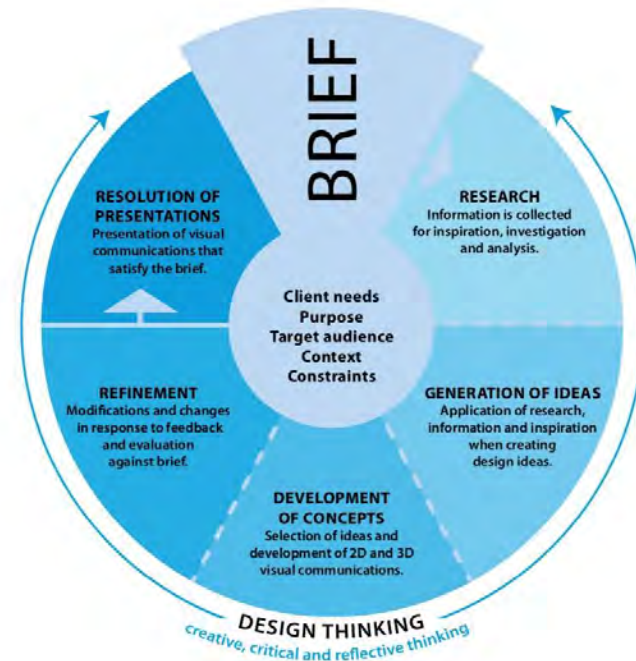 BRIEF
RESEARCH
Information is collected
for inspiration, investigation
and analysis.
GENERATION OF IDEAS
Application of research,
information and inspiration
when creating
design ideas.
DEVELOPMENT
OF CONCEPTS
Selection of ideas and
development of 2D and 3D
visual communications.
REFINEMENT
Modifications and changes
in response to feedback
and evaluation
against brief.
RESOLUTION OF
PRESENTATIONS
Presentation of visual
communications that
satisfy the brief.
Client needs
Purpose
Target audience
Context
Constraints
DESIGN THINKING
creative, critical and reflective thinking